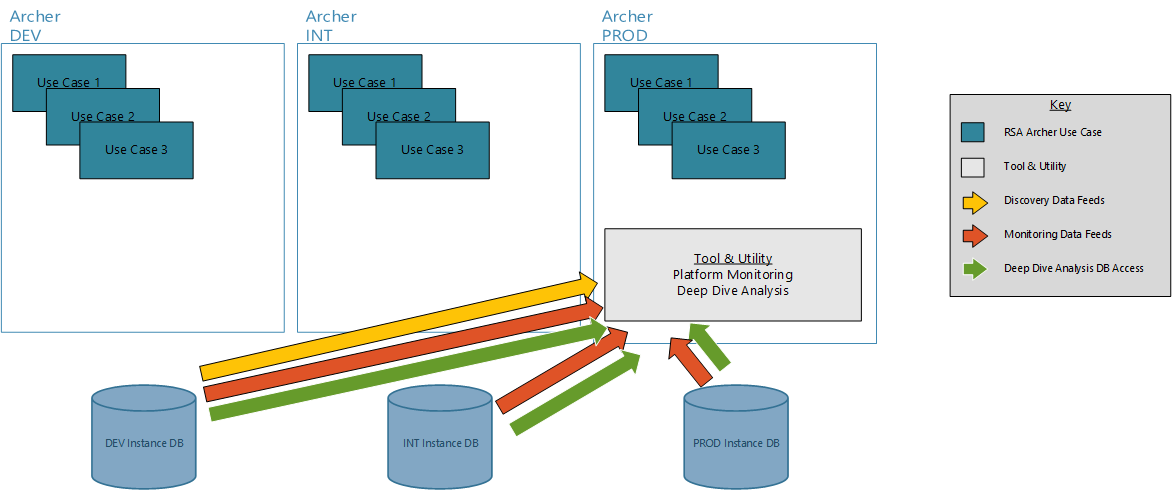 Archer
DEV
Use Case 1
Use Case 2
Use Case 3
Archer
INT
Use Case 1
Use Case 2
Use Case 3
Archer
PROD
Use Case 1
Use Case 2
Use Case 3
Tool & Utility
Platform Monitoring
Deep Dive Analysis
DEV Instance DB
INT Instance DB
PROD Instance DB
Key
RSA Archer Use Case
Tool & Utility
Discovery Data Feeds
Monitoring Data Feeds
Deep Dive Analysis DB Access